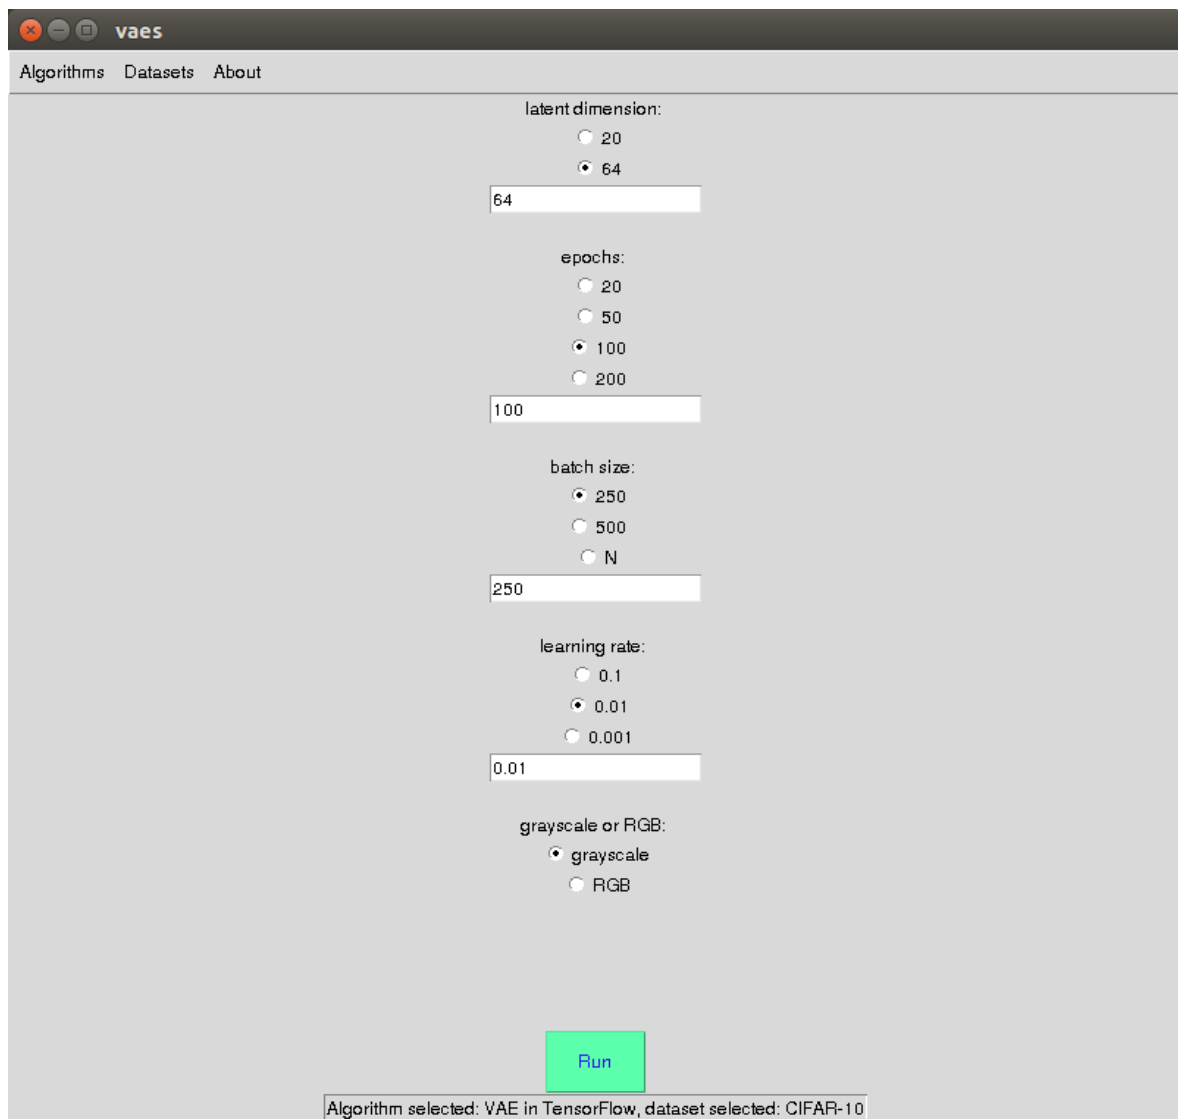 vaes
Algorithms Datasets About
latent dimension:
20
64
64
epochs:
20
50
100
200
100
batch size:
250
500
N
250
learning rate:
0.1
0.01
0.001
0.01
grayscale or RGB:
grayscale
RGB
Run
Algorithm selected: VAE in TensorFlow, dataset selected: CIFAR-10